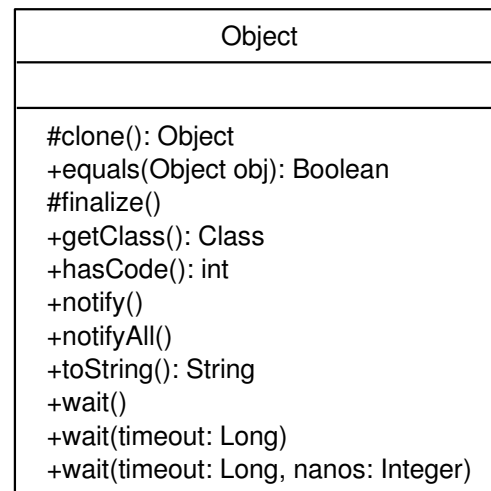 Object
#clone(): Object
+equals(Object obj): Boolean
#finalize()
+getClass(): Class
+hasCode(): int
+notify()
+notifyAll()
+toString(): String
+wait()
+wait(timeout: Long)
+wait(timeout: Long, nanos: Integer)